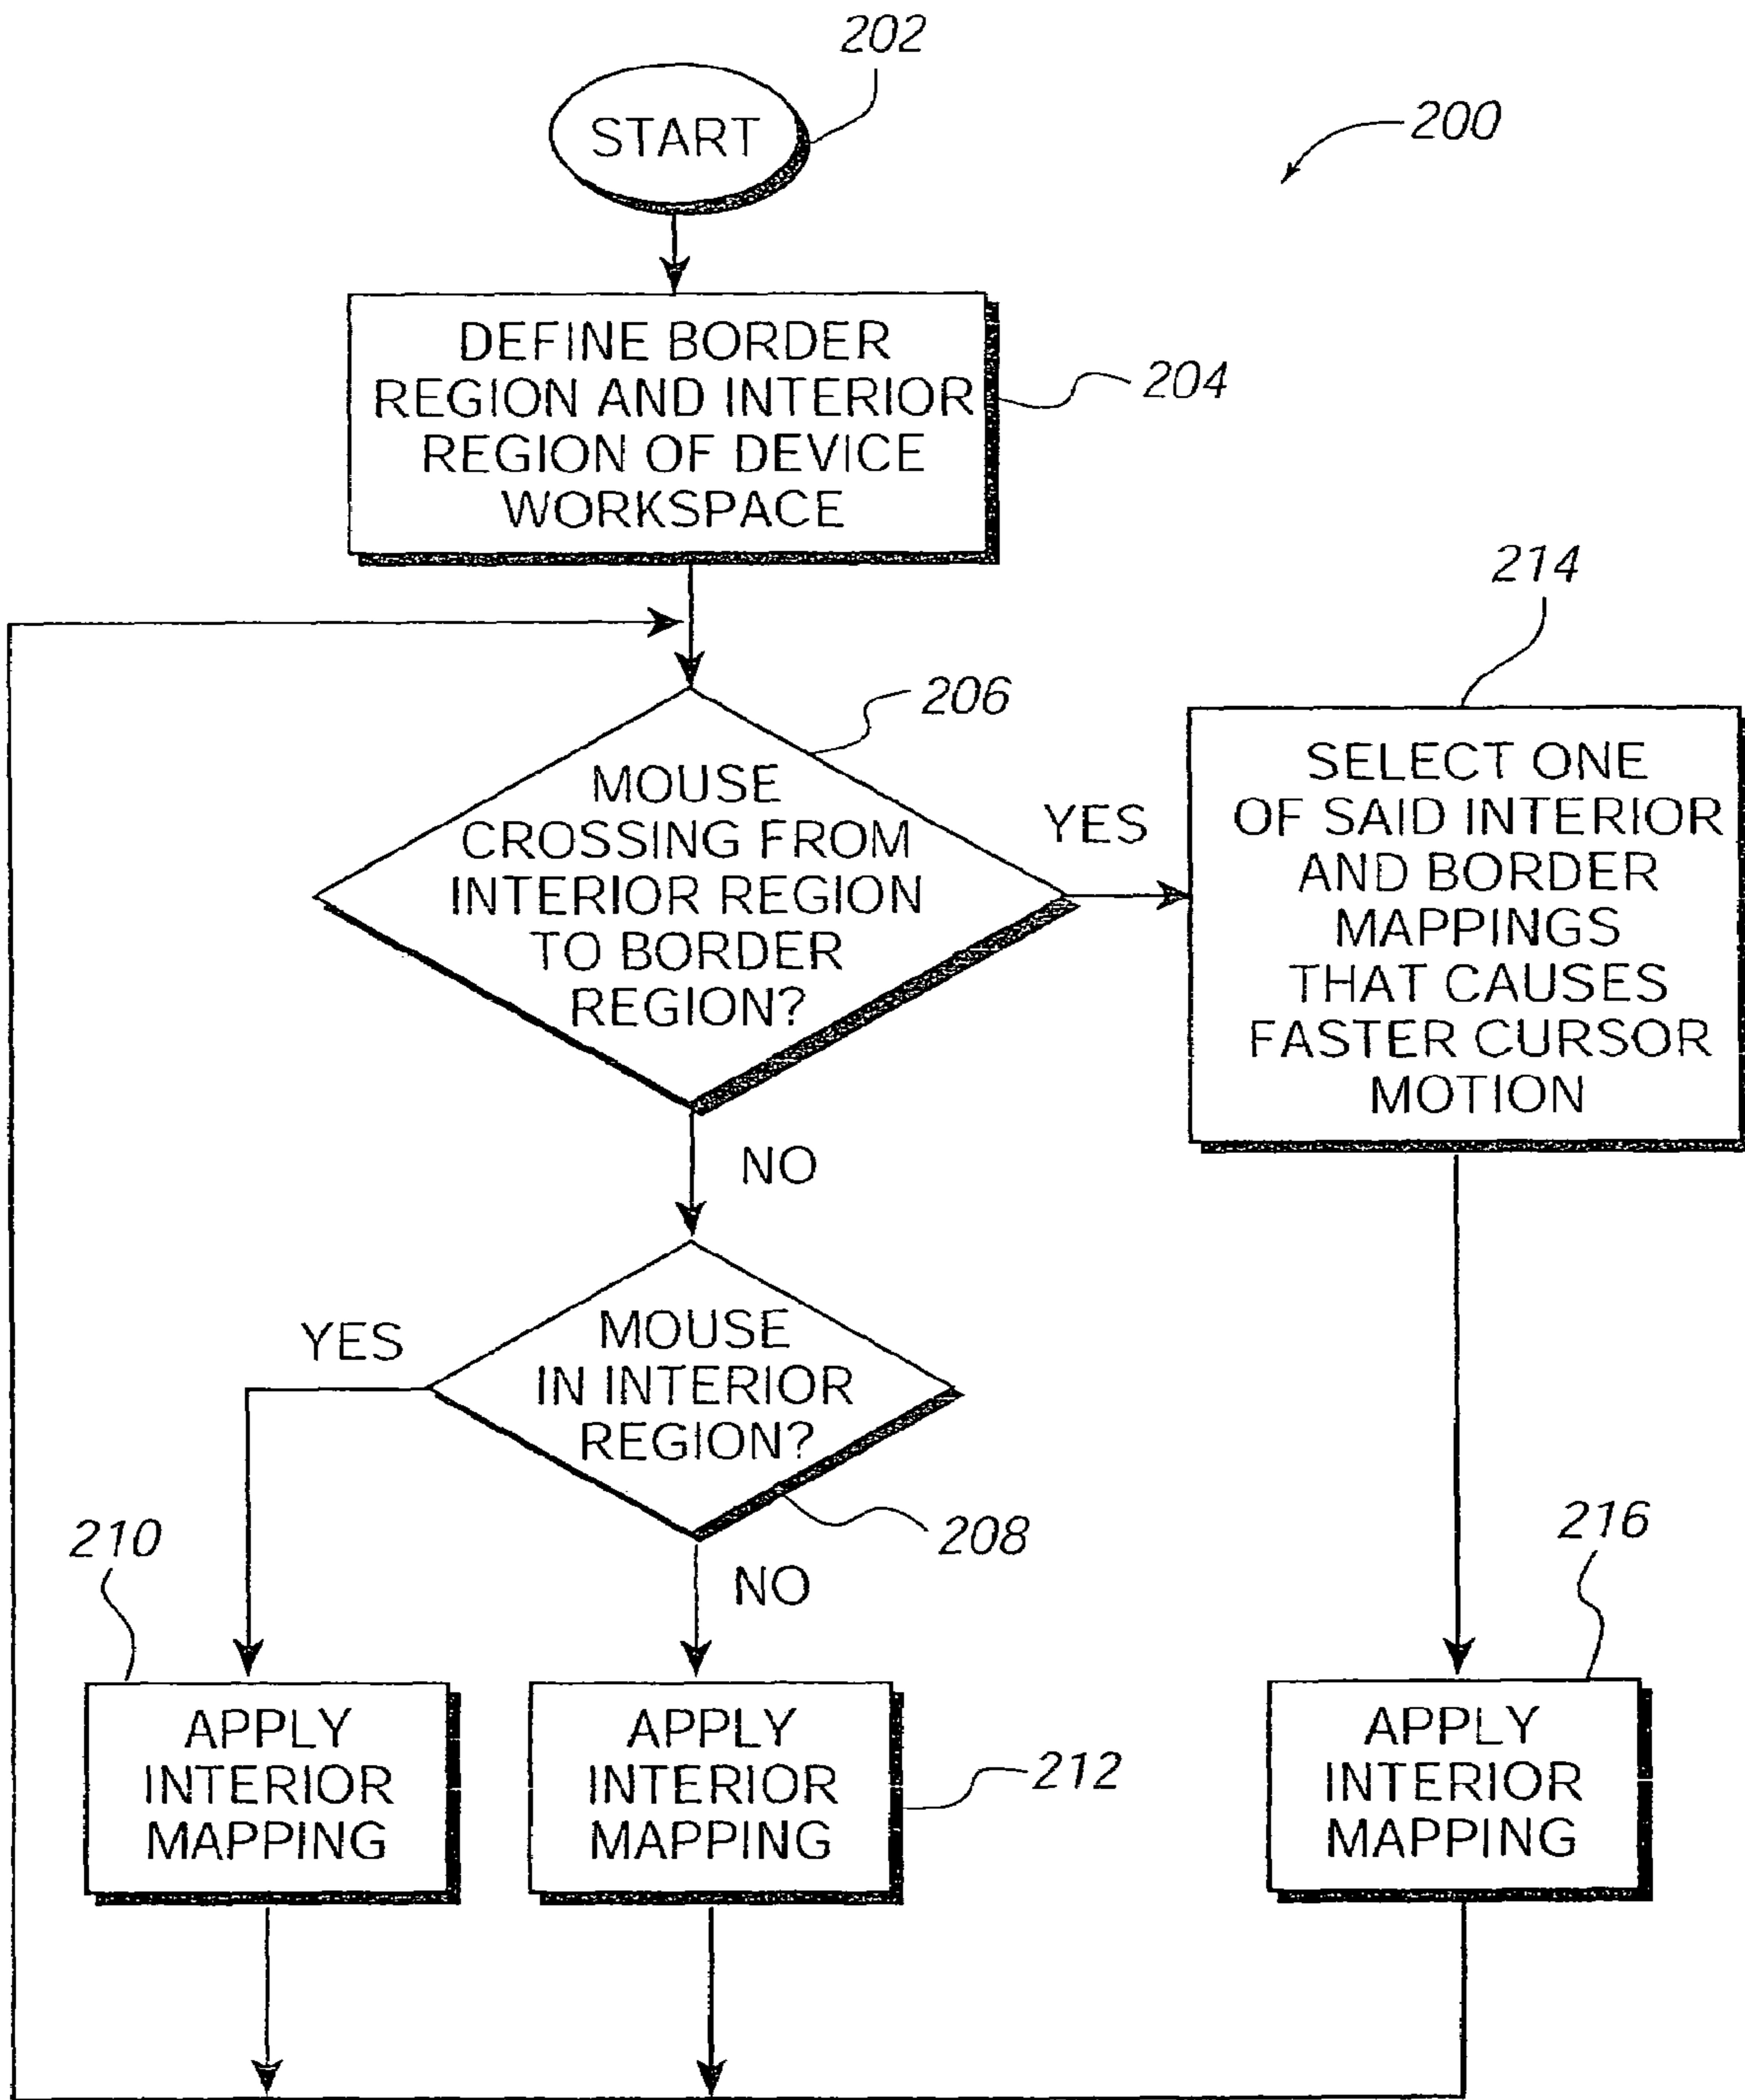 202
START
200
DEFINE BORDER
REGION AND INTERIOR
REGION OF DEVICE
WORKSPACE
204
214
206
MOUSE
CROSSING FROM
INTERIOR REGION
TO BORDER
REGION?
YES
SELECT ONE
OF SAID INTERIOR
AND BORDER
MAPPINGS
THAT CAUSES
FASTER CURSOR
MOTION
NO
MOUSE
IN INTERIOR
REGION?
YES
208
NO
210
216
APPLY
INTERIOR
MAPPING
APPLY
INTERIOR
MAPPING
212
APPLY
INTERIOR
MAPPING